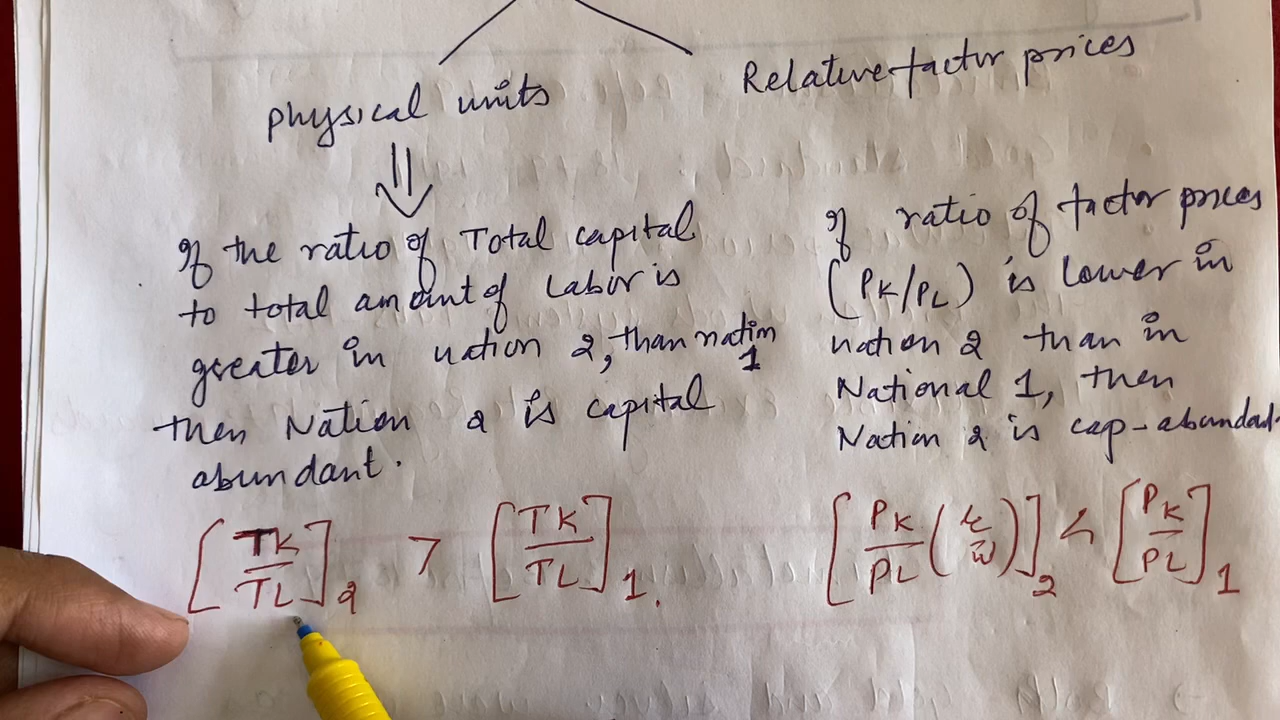 physical units
Relative factor prices
If the ratio of Total capital
to total amount of Labor is
greater in nation 2, than nation 1
then Nation 2 is capital
abundant.
[TK/TL]2 > [TK/TL]1.
If ratio of factor prices
(PK/PL) is lower in
nation 2 than in
National 1, then
Nation 2 is cap-abundant
[PK/PL (r/w)]2 < [PK/PL]1